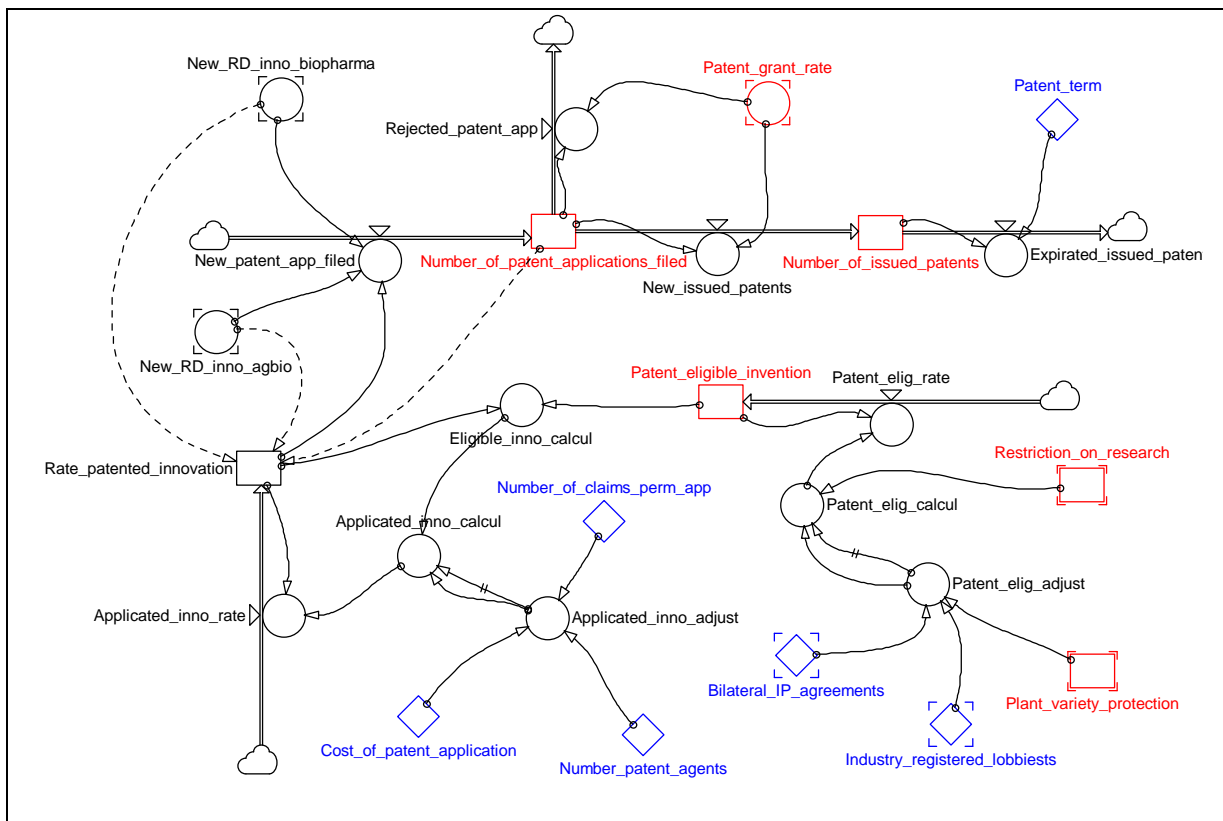 New_RD_inno_biopharma
Patent_grant_rate
Patent_term
Rejected_patent_app
New_patent_app_filed
Number_of_patent_applications_filed
Number_of_issued_patents
Expirated_issued_paten
New_issued_patents
New_RD_inno_agbio
Patent_eligible_invention
Patent_elig_rate
Eligible_inno_calcul
Rate_patented_innovation
Restriction_on_research
Number_of_claims_perm_app
Patent_elig_calcul
Applicated_inno_calcul
Patent_elig_adjust
Applicated_inno_rate
Applicated_inno_adjust
Bilateral_IP_agreements
Plant_variety_protection
Cost_of_patent_application
Industry_registered_lobbiests
Number_patent_agents